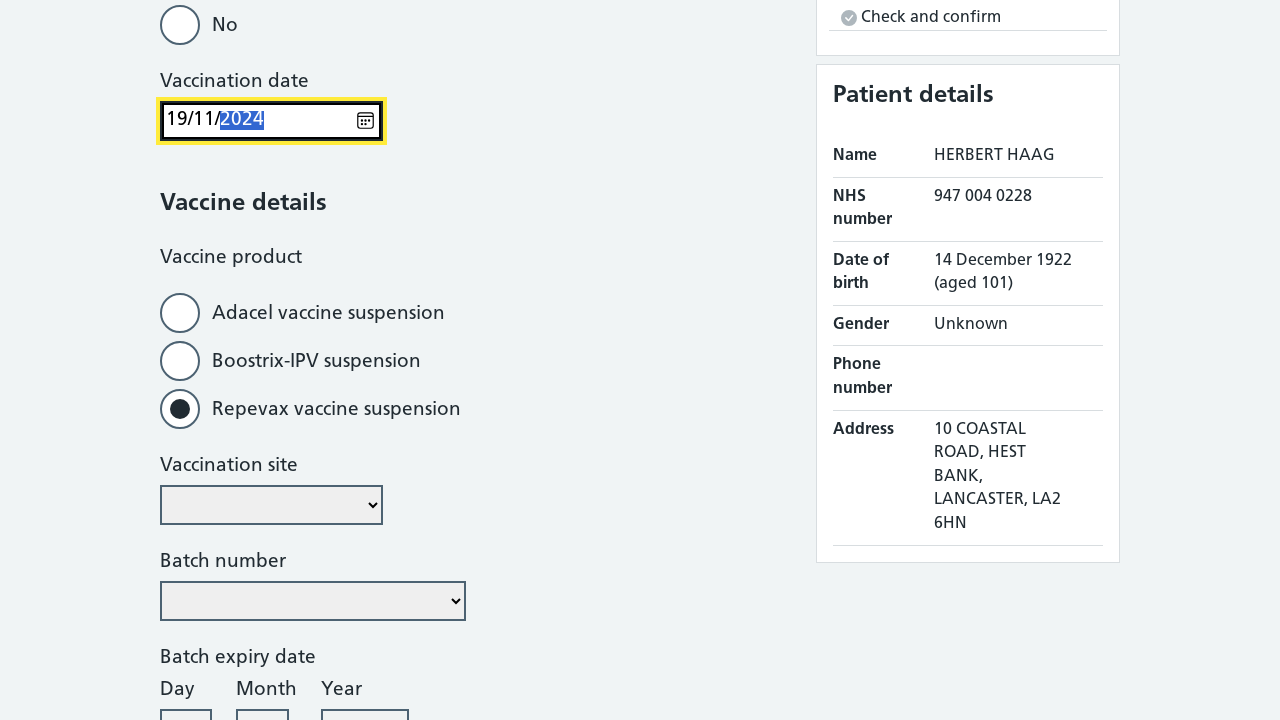 No
Vaccination date
19/11/2024
Vaccine details
Vaccine product
Adacel vaccine suspension
Boostrix-IPV suspension
Repevax vaccine suspension
Vaccination site
Batch number
Batch expiry date
Day Month Year
Check and confirm
Patient details
Name HERBERT HAAG
NHS number 947 004 0228
Date of birth 14 December 1922 (aged 101)
Gender Unknown
Phone number
Address 10 COASTAL
ROAD, HEST
BANK,
LANCASTER, LA2
6HN